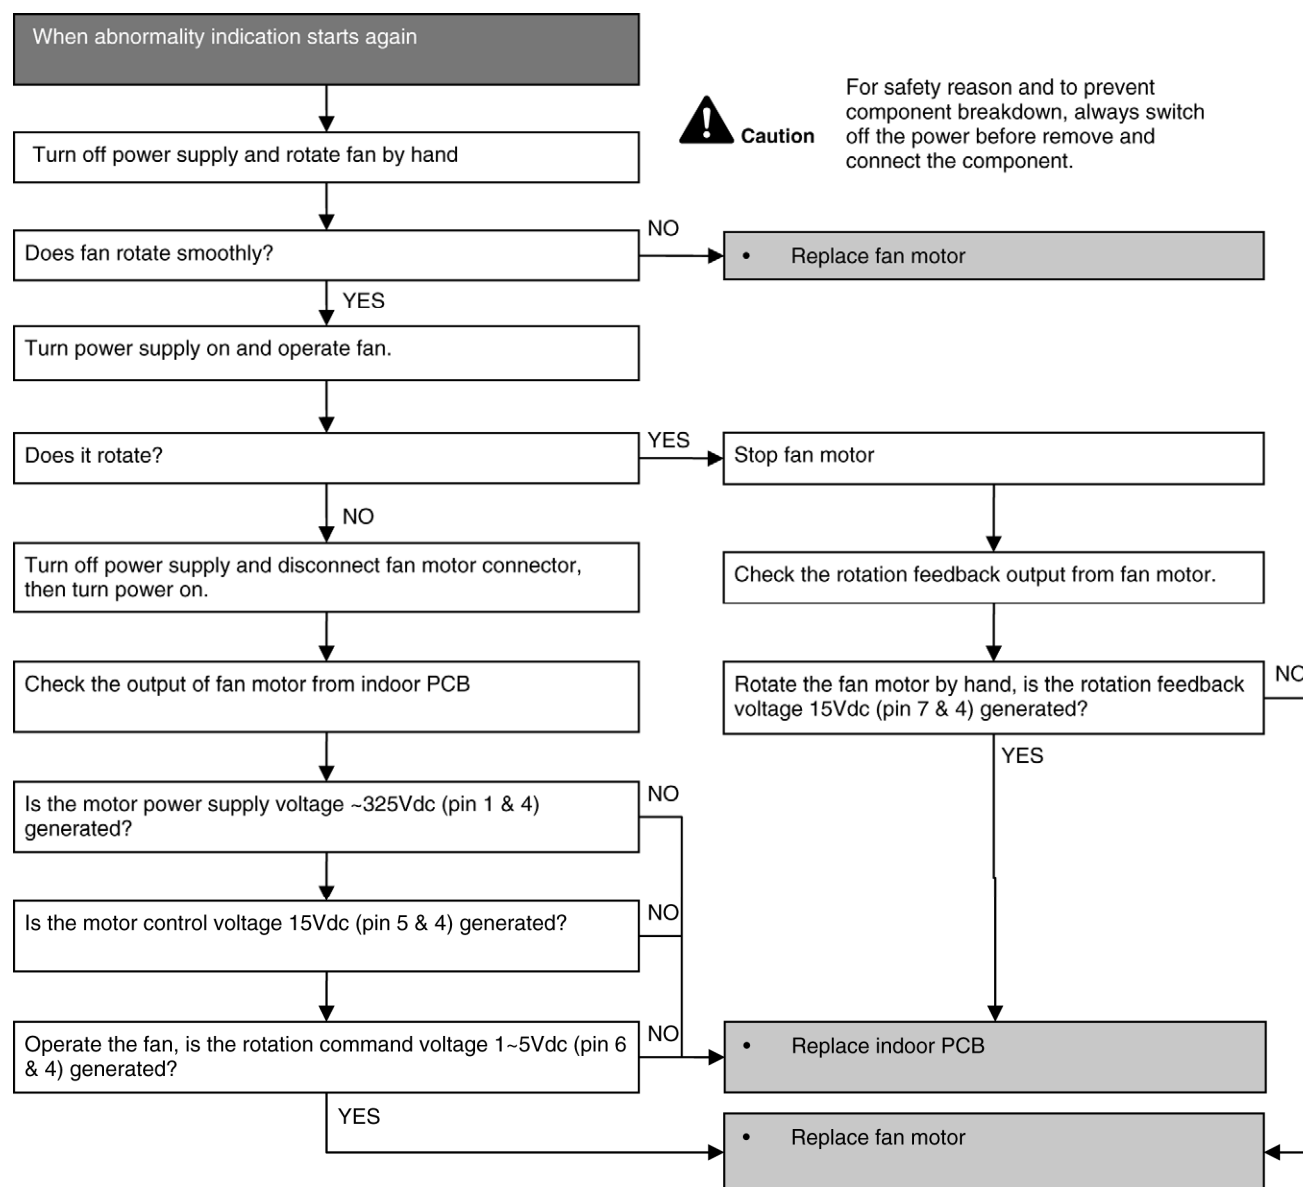 When abnormality indication starts again
For safety reason and to prevent
component breakdown, always switch
off the power before remove and
connect the component.
Caution
Turn off power supply and rotate fan by hand
Does fan rotate smoothly?
NO
• Replace fan motor
YES
Turn power supply on and operate fan.
Does it rotate?
YES
Stop fan motor
NO
Turn off power supply and disconnect fan motor connector,
then turn power on.
Check the rotation feedback output from fan motor.
Check the output of fan motor from indoor PCB
Rotate the fan motor by hand, is the rotation feedback
voltage 15Vdc (pin 7 & 4) generated?
NO
YES
Is the motor power supply voltage ~325Vdc (pin 1 & 4)
generated?
NO
Is the motor control voltage 15Vdc (pin 5 & 4) generated?
NO
Operate the fan, is the rotation command voltage 1~5Vdc (pin 6
& 4) generated?
NO
• Replace indoor PCB
YES
• Replace fan motor